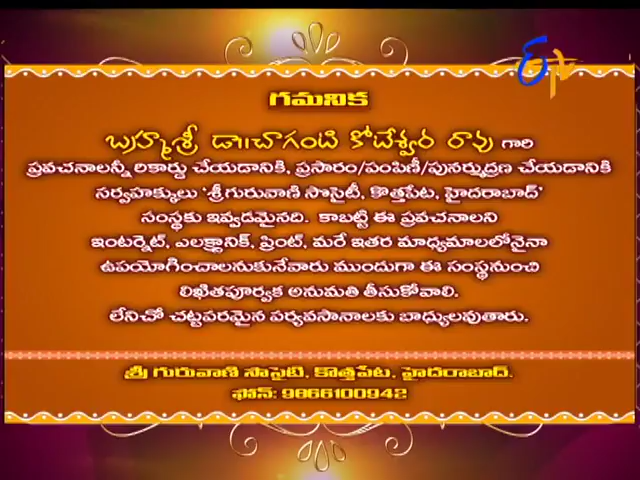 ETV
గమనిక
బ్రహ్మశ్రీ డా॥చాగంటి కోటేశ్వర రావు గారి
ప్రవచనాలన్నీ రికార్డు చేయడానికి, ప్రసారం/పంపిణీ/పునర్ముద్రణ చేయడానికి
సర్వహక్కులు ‘శ్రీగురువాణి సొసైటీ, కొత్తపేట, హైదరాబాద్’
సంస్థకు ఇవ్వడమైనది. కాబట్టి ఈ ప్రవచనాలని
ఇంటర్నెట్, ఎలక్ట్రానిక్, ప్రింట్, మరే ఇతర మాధ్యమాలలోనైనా
ఉపయోగించాలనుకునేవారు ముందుగా ఈ సంస్థనుంచి
లిఖితపూర్వక అనుమతి తీసుకోవాలి.
లేనిచో చట్టపరమైన పర్యవసానాలకు బాధ్యులవుతారు.
శ్రీ గురువాణి సొసైటి, కొత్తపేట, హైదరాబాద్.
ఫోన్: 9866100942